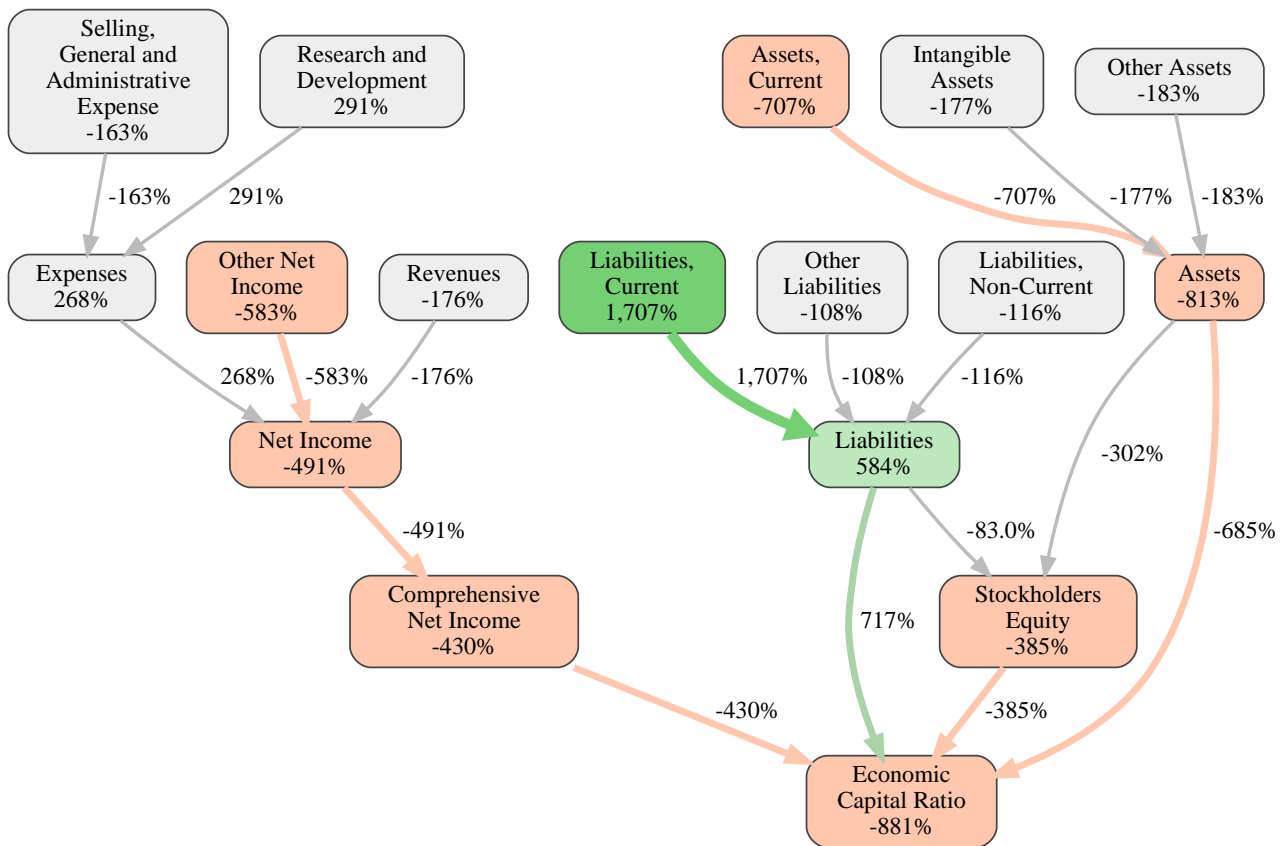 Selling,
General and
Administrative
Expense
-163%
Research and
Development
291%
Assets,
Current
-707%
Intangible
Assets
-177%
Other Assets
-183%
-163%
291%
-707%
-177%
-183%
Expenses
268%
Other Net
Income
-583%
Revenues
-176%
Liabilities,
Current
1,707%
Other
Liabilities
-108%
Liabilities,
Non-Current
-116%
Assets
-813%
268%
-583%
-176%
1,707%
-108%
-116%
Net Income
-491%
Liabilities
584%
-302%
-491%
-83.0%
-685%
Comprehensive
Net Income
-430%
717%
Stockholders
Equity
-385%
-430%
-385%
Economic
Capital Ratio
-881%